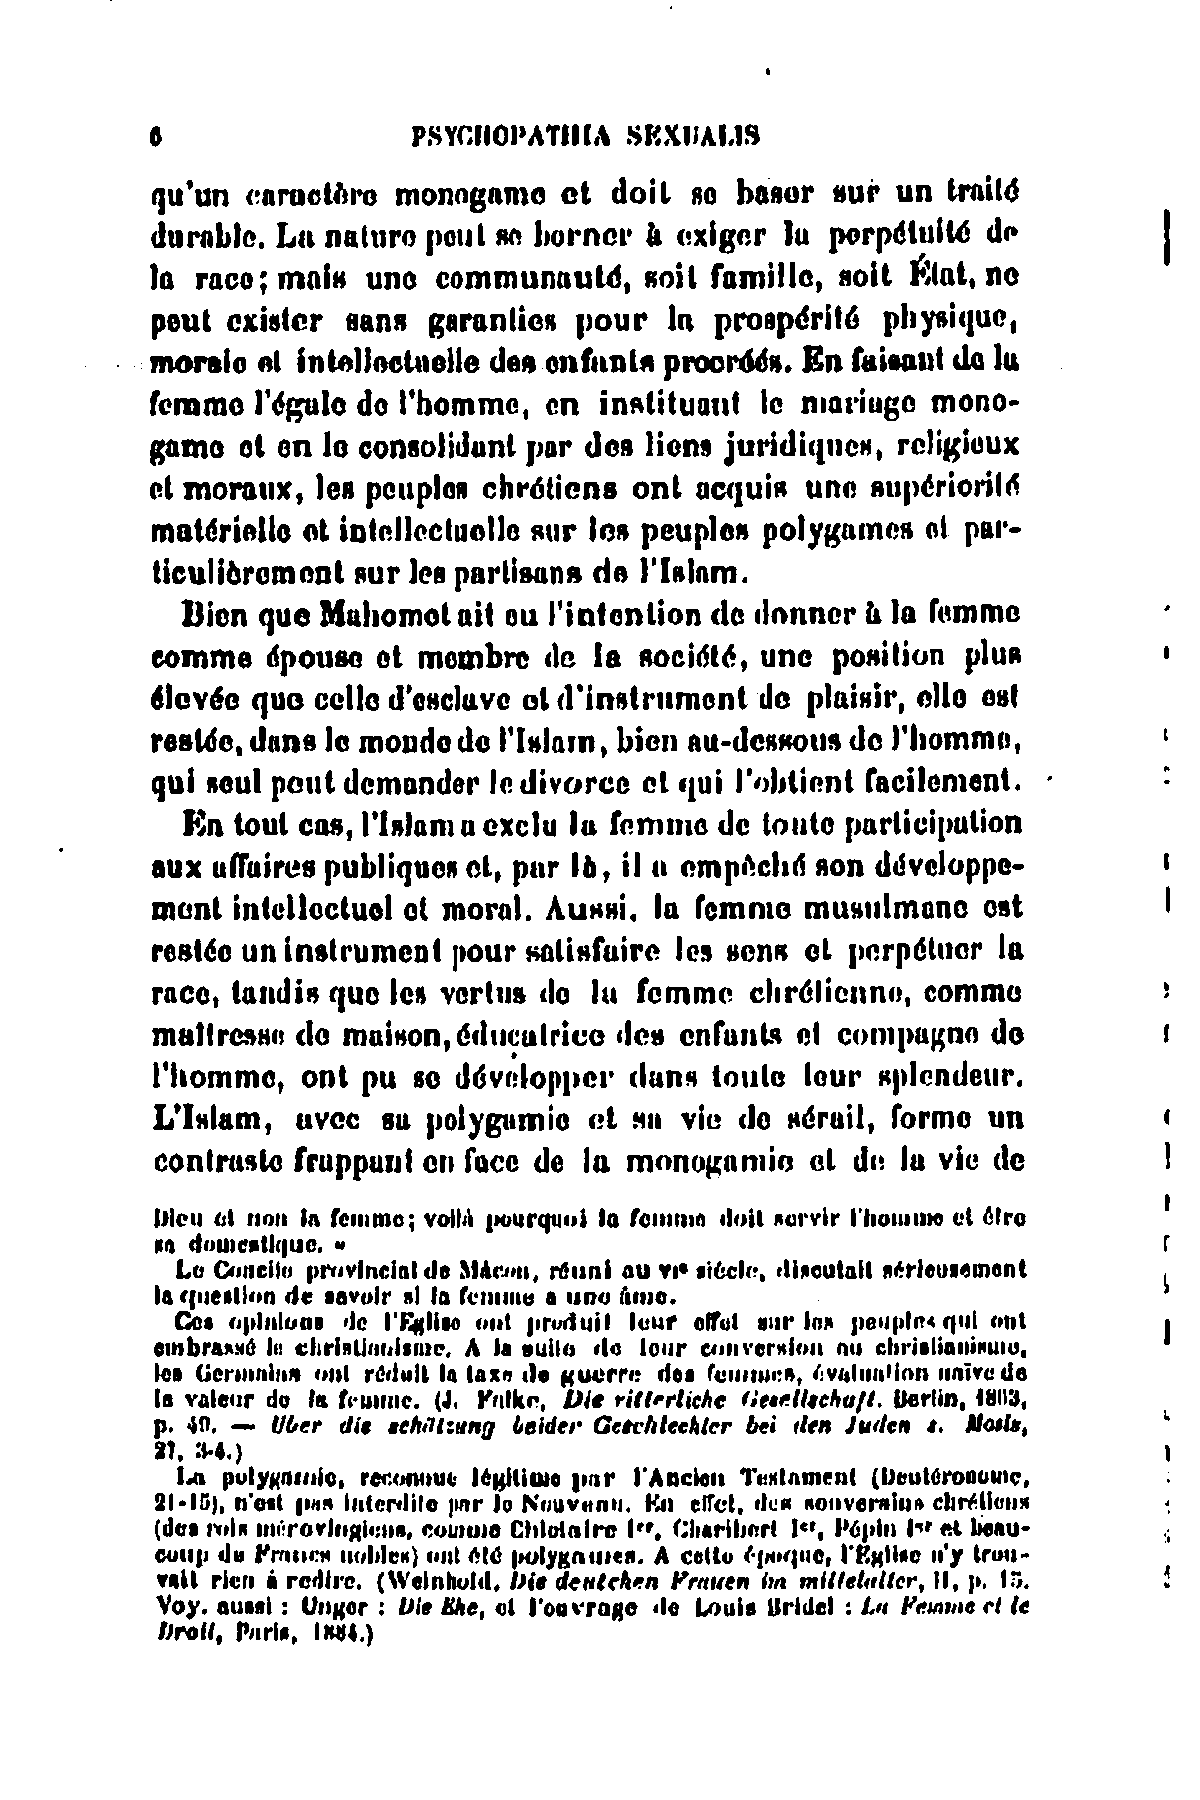 6 PSYCHOPATHIA SEXUALIS
qu'un caractère monogame et doit se baser sur un traité
durable. La nature peut se borner à exiger la perpétuité de
la race; mais une communauté, soit famille, soit État, ne
peut exister sans garanties pour la prospérité physique,
morale et intellectuelle des enfants procréés. En faisant de la
femme l'égale de l'homme, en instituant le mariage mono-
game et en le consolidant par des liens juridiques, religieux
et moraux, les peuples chrétiens ont acquis une supériorité
matérielle et intellectuelle sur les peuples polygames et par-
ticulièrement sur les partisans de l'Islam.
Bien que Mahomet ait eu l'intention de donner à la femme
comme épouse et membre de la société, une position plus
élevée que celle d'esclave et d'instrument de plaisir, elle est
restée, dans le monde de l'Islam, bien au-dessous de l'homme,
qui seul peut demander le divorce et qui l'obtient facilement.
En tout cas, l'Islam a exclu la femme de toute participation
aux affaires publiques et, par là, il a empêché son développe-
ment intellectuel et moral. Aussi, la femme musulmane est
restée un instrument pour satisfaire les sens et perpétuer la
race, tandis que les vertus de la femme chrétienne, comme
maîtresse de maison, éducatrice des enfants et compagne de
l'homme, ont pu se développer dans toute leur splendeur.
L'Islam, avec sa polygamie et sa vie de sérail, forme un
contraste frappant en face de la monogamie et de la vie de
Dieu et non la femme; voilà pourquoi la femme doit servir l'homme et être
sa domestique. »
Le Concile provincial de Mâcon, réuni au VIe siècle, discutait sérieusement
la question de savoir si la femme a une âme.
Ces opinions de l'Église ont produit leur effet sur les peuples qui ont
embrassé le christianisme. A la suite de leur conversion au christianisme,
les Germains ont réduit la taxe de guerre des femmes, évaluation naïve de
la valeur de la femme. (J. Falke, Die ritterliche Gesellschaft. Berlin, 1863,
p. 49. — Uber die schätzung beider Geschlechler bei den Juden s. Mosis,
27, 3-4.)
La polygamie, reconnue légitime par l'Ancien Testament (Deutéronome,
21-15), n'est pas interdite par le Nouveau. En effet, des souverains chrétiens
(des rois mérovingiens, comme Chlotaire Ier, Charibert Ier, Pépin Ier et beau-
coup de Francs nobles) ont été polygames. A cette époque, l'Église n'y trou-
vait rien à redire. (Weinhold, Die deutchen Frauen im mittelalter, II, p. 15.
Voy. aussi : Unger : Die Ehe, et l'ouvrage de Louis Bridel : La Femme et le
Droit, Paris, 1884.)